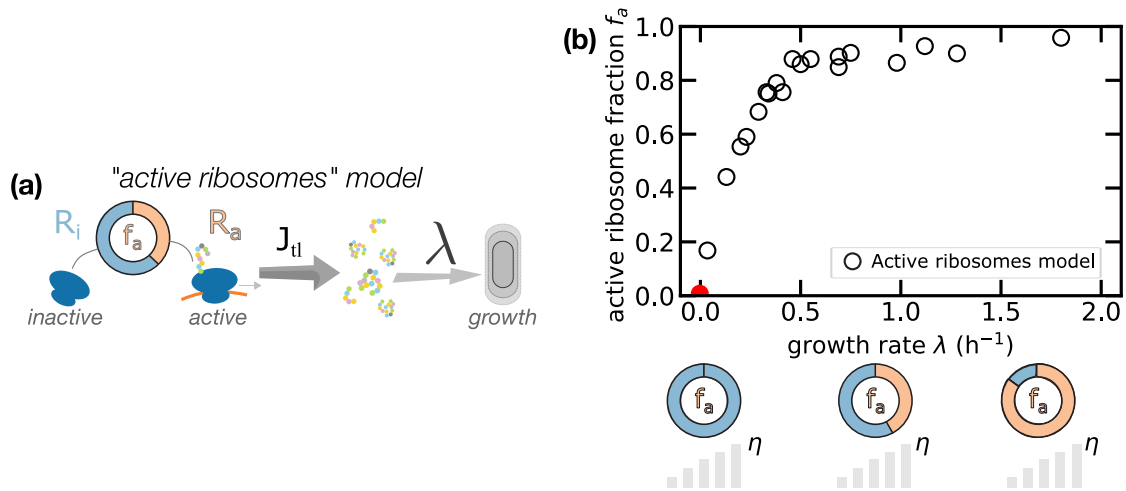 (a)
"active ribosomes" model
R_i
f_a
R_a
J_tl
λ
inactive
active
growth
(b)
active ribosome fraction f_a
1.0
0.8
0.6
0.4
0.2
0.0
Active ribosomes model
0.0 0.5 1.0 1.5 2.0
growth rate λ (h⁻¹)
f_a f_a f_a
η η η